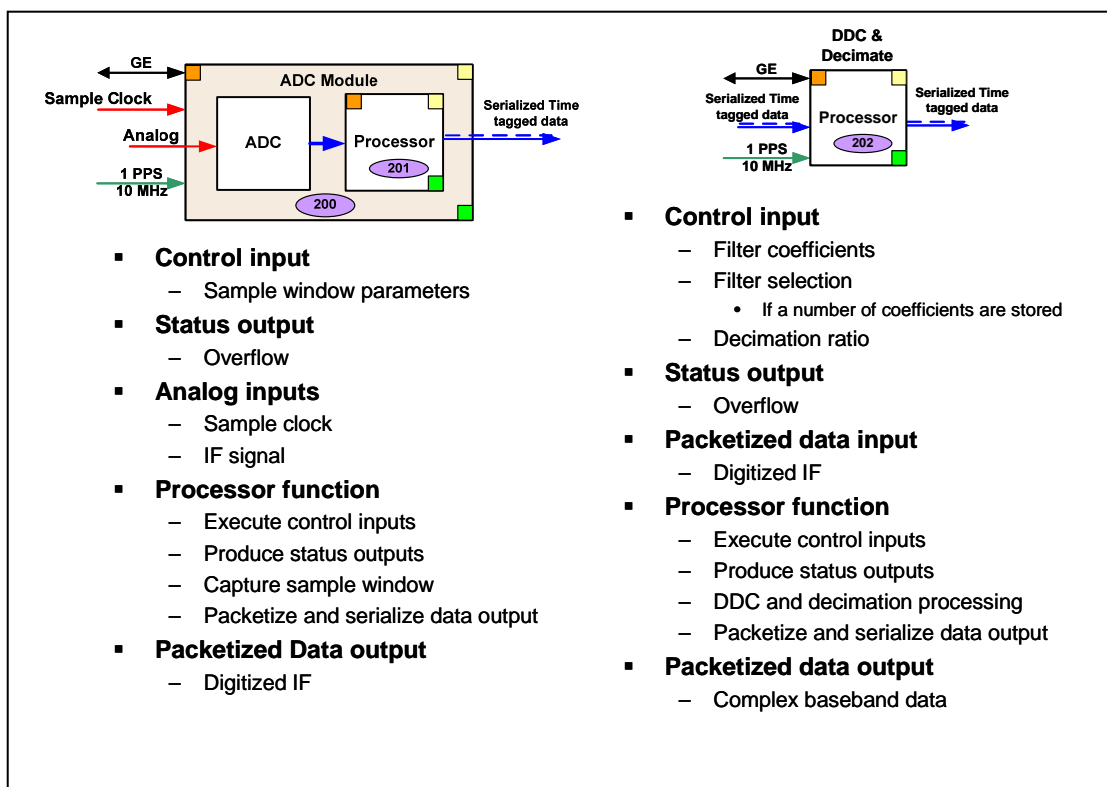 GE
Sample Clock
Analog
1 PPS
10 MHz
ADC Module
ADC
Processor
201
200
Serialized Time
tagged data
▪ Control input
– Sample window parameters
▪ Status output
– Overflow
▪ Analog inputs
– Sample clock
– IF signal
▪ Processor function
– Execute control inputs
– Produce status outputs
– Capture sample window
– Packetize and serialize data output
▪ Packetized Data output
– Digitized IF
DDC &
Decimate
GE
Serialized Time
tagged data
1 PPS
10 MHz
Processor
202
Serialized Time
tagged data
▪ Control input
– Filter coefficients
– Filter selection
• If a number of coefficients are stored
– Decimation ratio
▪ Status output
– Overflow
▪ Packetized data input
– Digitized IF
▪ Processor function
– Execute control inputs
– Produce status outputs
– DDC and decimation processing
– Packetize and serialize data output
▪ Packetized data output
– Complex baseband data